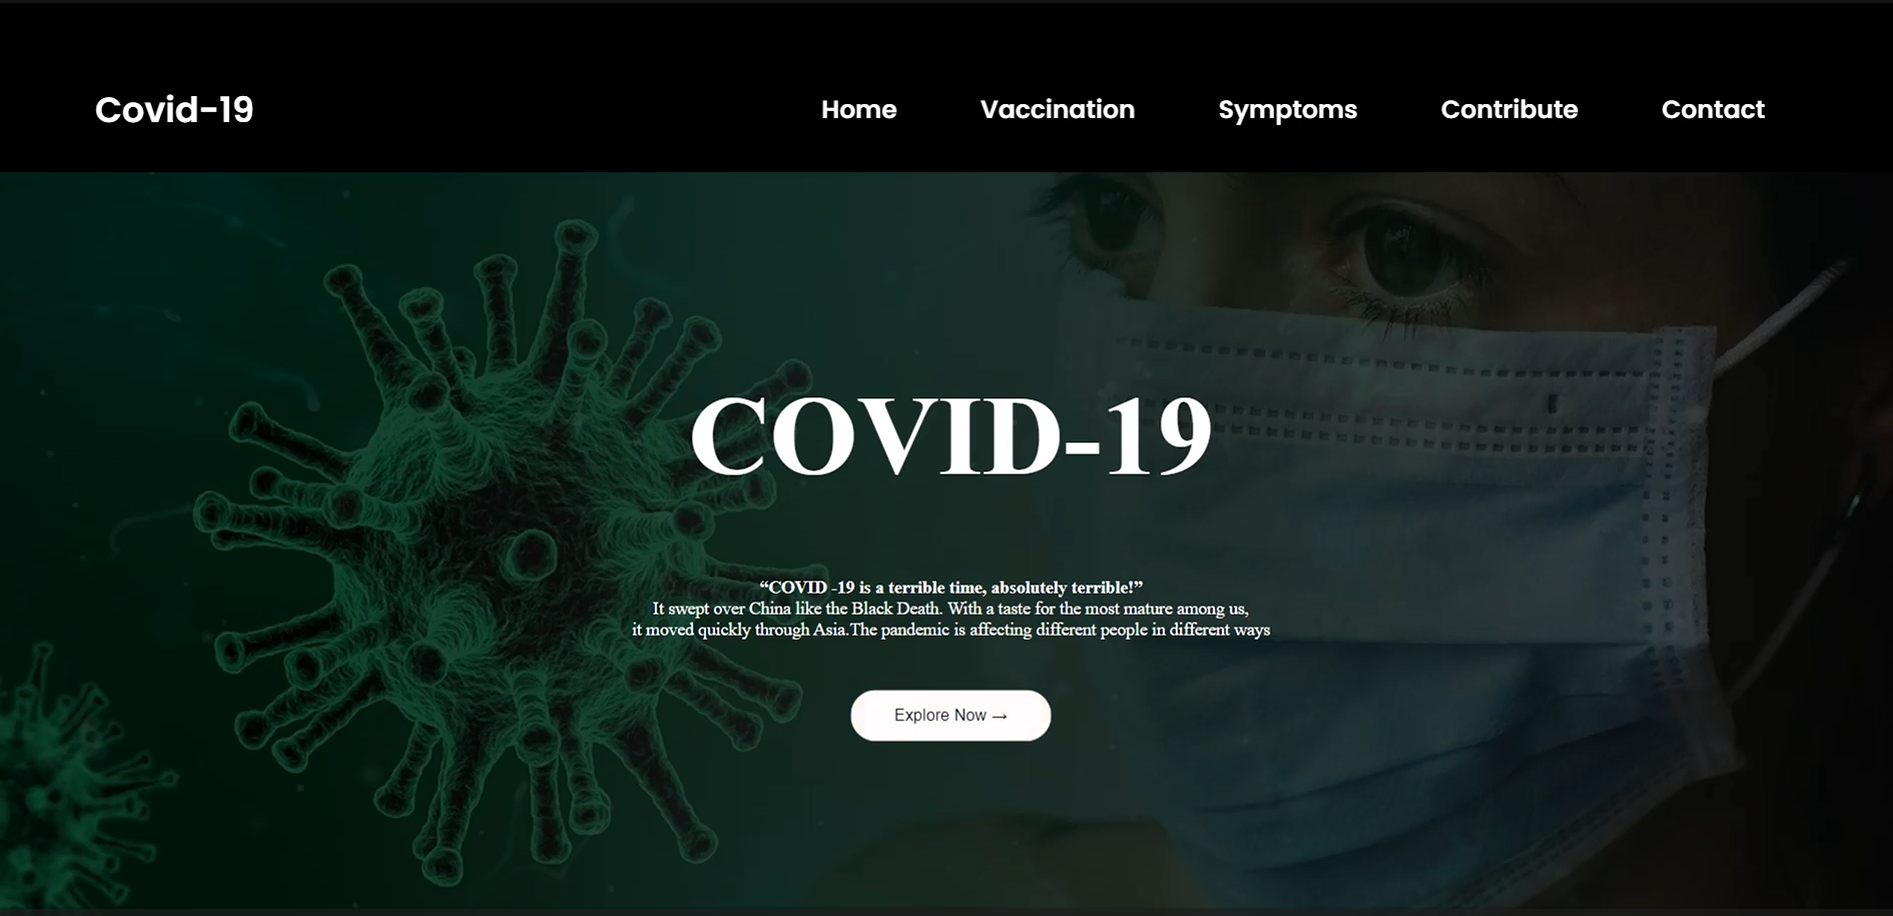 Covid-19
Home Vaccination Symptoms Contribute Contact
COVID-19
“COVID -19 is a terrible time, absolutely terrible!”
It swept over China like the Black Death. With a taste for the most mature among us,
it moved quickly through Asia.The pandemic is affecting different people in different ways
Explore Now →